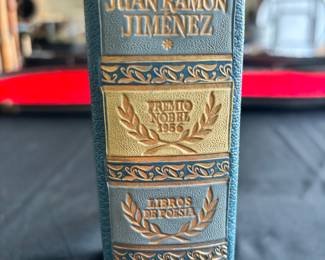 JUAN RAMON
JIMENEZ
*
PREMIO
NOBEL
1956
LIBROS
DE POESIA